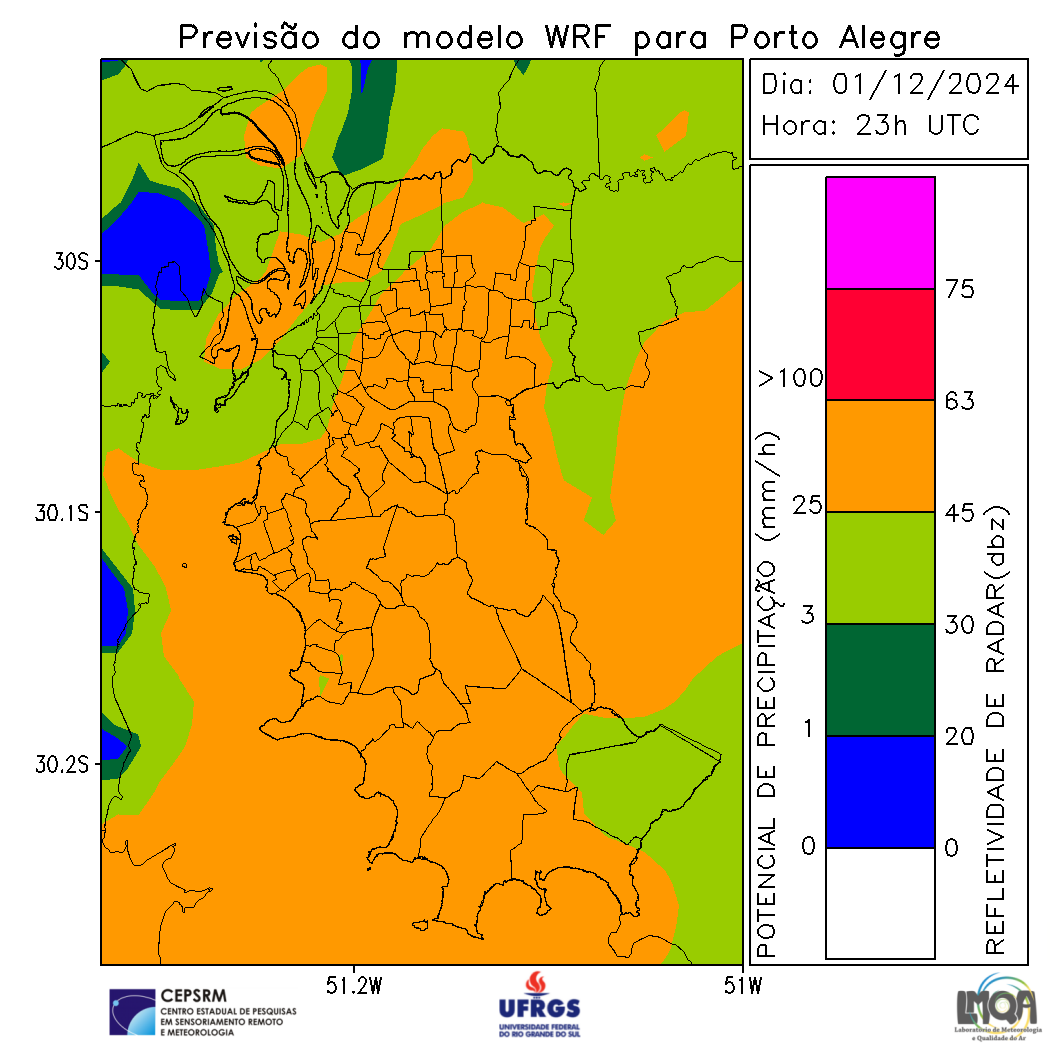 Previsão do modelo WRF para Porto Alegre
Dia: 01/12/2024
Hora: 23h UTC
30S
30.1S
30.2S
51.2W
51W
POTENCIAL DE PRECIPITAÇÃO (mm/h)
>100
25
3
1
0
75
63
45
30
20
0
REFLETIVIDADE DE RADAR(dbz)
CEPSRM
CENTRO ESTADUAL DE PESQUISAS
EM SENSORIAMENTO REMOTO
E METEOROLOGIA
UFRGS
UNIVERSIDADE FEDERAL
DO RIO GRANDE DO SUL
LMQA
Laboratório de Meteorologia
e Qualidade do Ar